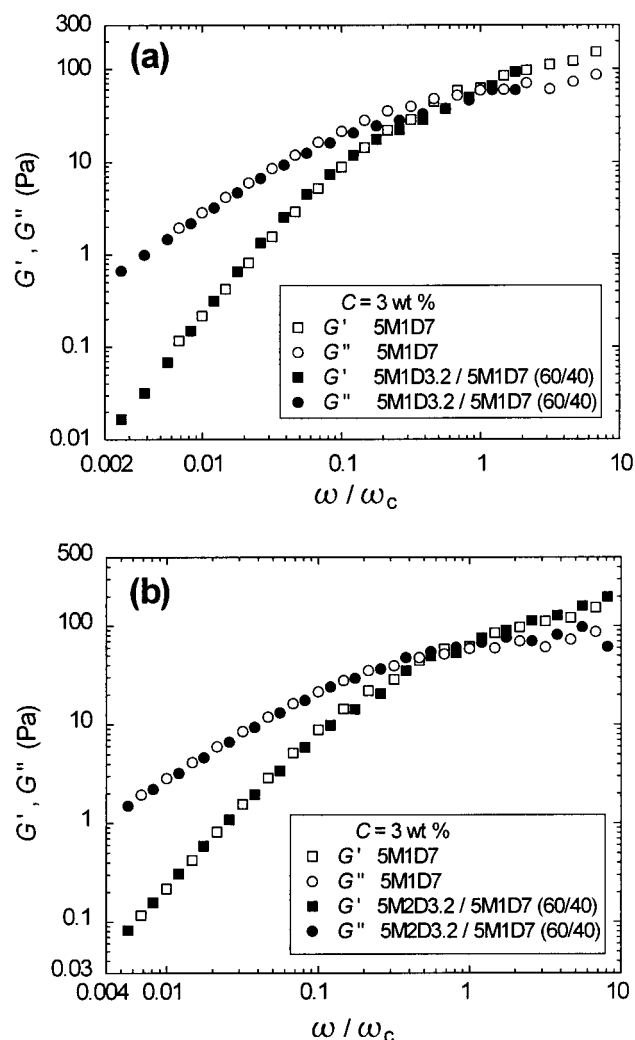 (a)
300
100
10
1
0.1
0.01
G', G" (Pa)
C = 3 wt %
□ G' 5M1D7
○ G" 5M1D7
■ G' 5M1D3.2 / 5M1D7 (60/40)
● G" 5M1D3.2 / 5M1D7 (60/40)
0.002 0.01 0.1 1 10
ω / ωc
(b)
500
100
10
1
0.1
0.03
G', G" (Pa)
C = 3 wt %
□ G' 5M1D7
○ G" 5M1D7
■ G' 5M2D3.2 / 5M1D7 (60/40)
● G" 5M2D3.2 / 5M1D7 (60/40)
0.004 0.01 0.1 1 10
ω / ωc